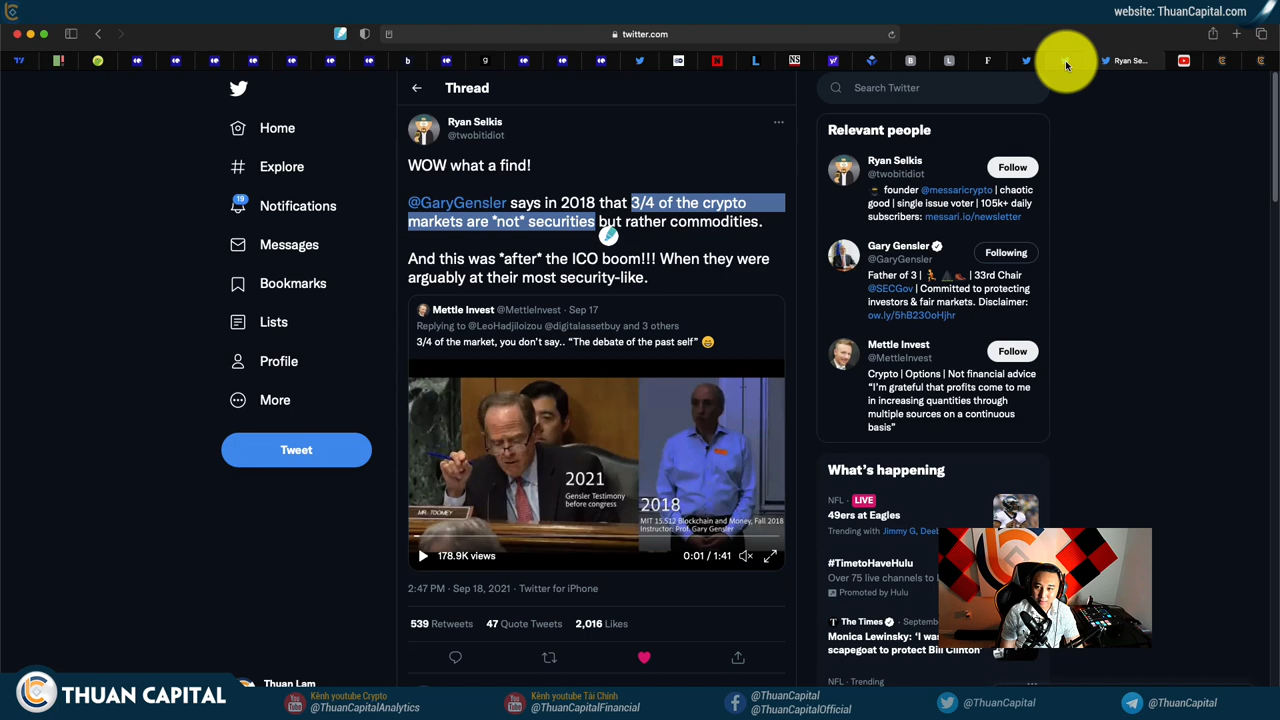 website: ThuanCapital.com
twitter.com
Ryan Se...
Thread
Search Twitter
Home
Explore
19
Notifications
Messages
Bookmarks
Lists
Profile
More
Tweet
Thuan Lam
Ryan Selkis
@twobitidiot
WOW what a find!
@GaryGensler says in 2018 that 3/4 of the crypto
markets are *not* securities but rather commodities.
And this was *after* the ICO boom!!! When they were
arguably at their most security-like.
Mettle Invest @MettleInvest · Sep 17
Replying to @LeoHadjiloizou @digitalassetbuy and 3 others
3/4 of the market, you don't say.. “The debate of the past self” 😄
2021
Gensler Testimony
before congress
2018
MIT 15.S12 Blockchain and Money, Fall 2018
Instructor: Prof. Gary Gensler
MR. TOOMEY
178.9K views
0:01 / 1:41
2:47 PM · Sep 18, 2021 · Twitter for iPhone
539 Retweets 47 Quote Tweets 2,016 Likes
Relevant people
Ryan Selkis
@twobitidiot
Follow
founder @messaricrypto | chaotic
good | single issue voter | 105k+ daily
subscribers: messari.io/newsletter
Gary Gensler
@GaryGensler
Following
Father of 3 | 🏃 ⛰ 👞 | 33rd Chair
@SECGov | Committed to protecting
investors & fair markets. Disclaimer:
ow.ly/5hB23OoHjhr
Mettle Invest
@MettleInvest
Follow
Crypto | Options | Not financial advice
“I'm grateful that profits come to me
in increasing quantities through
multiple sources on a continuous
basis”
What's happening
NFL · LIVE
49ers at Eagles
Trending with Jimmy G, Deeb
#TimetoHaveHulu
Over 75 live channels to
Promoted by Hulu
The Times · Septemb
Monica Lewinsky: ‘I wa
scapegoat to protect Bill Clinton’
NFL · Trending
THUAN CAPITAL
Kênh youtube Crypto
@ThuanCapitalAnalytics
Kênh youtube Tài Chính
@ThuanCapitalFinancial
@ThuanCapital
@ThuanCapitalOfficial
@ThuanCapital
@ThuanCapital